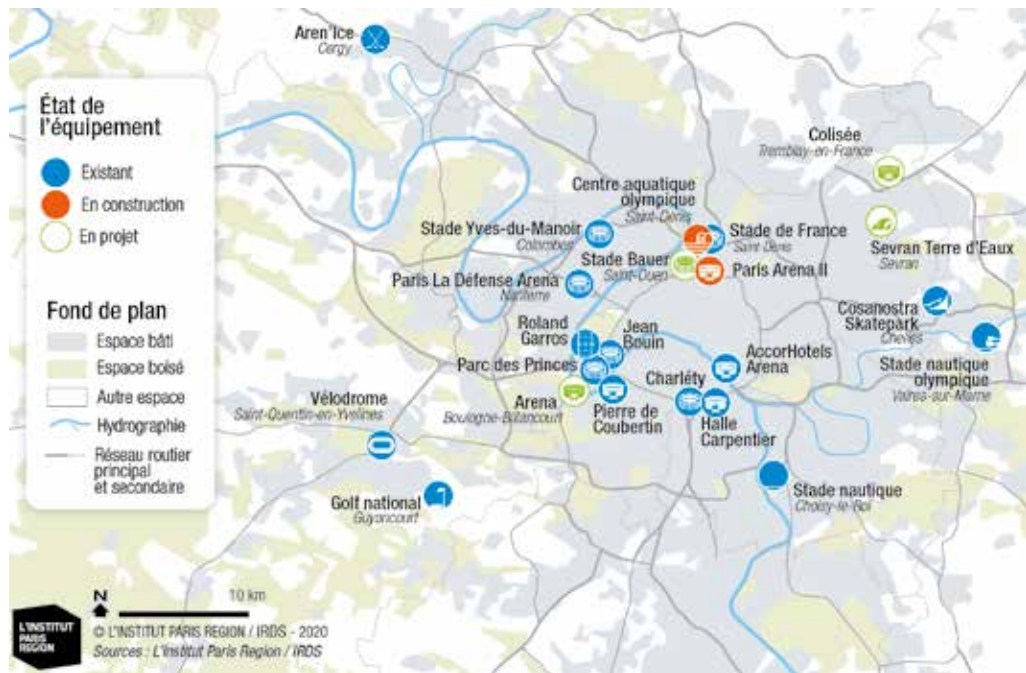 Aren'Ice
Cergy
État de
l'équipement
Existant
En construction
En projet
Fond de plan
Espace bâti
Espace boisé
Autre espace
Hydrographie
Réseau routier
principal
et secondaire
Colisée
Tremblay-en-France
Centre aquatique
olympique
Saint-Denis
Stade Yves-du-Manoir
Colombes
Stade de France
Saint-Denis
Stade Bauer
Saint-Ouen
Paris Arena II
Sevran Terre d'Eaux
Sevran
Paris La Défense Arena
Nanterre
Cosanostra
Skatepark
Chelles
Roland
Garros
Jean
Bouin
Parc des Princes
AccorHotels
Arena
Stade nautique
olympique
Vaires-sur-Marne
Charléty
Arena
Boulogne-Billancourt
Pierre de
Coubertin
Halle
Carpentier
Vélodrome
Saint-Quentin-en-Yvelines
Golf national
Guyancourt
Stade nautique
Choisy-le-Roi
N
10 km
L'INSTITUT
PARIS
REGION
© L'INSTITUT PARIS REGION / IRDS - 2020
Sources : L'Institut Paris Region / IRDS